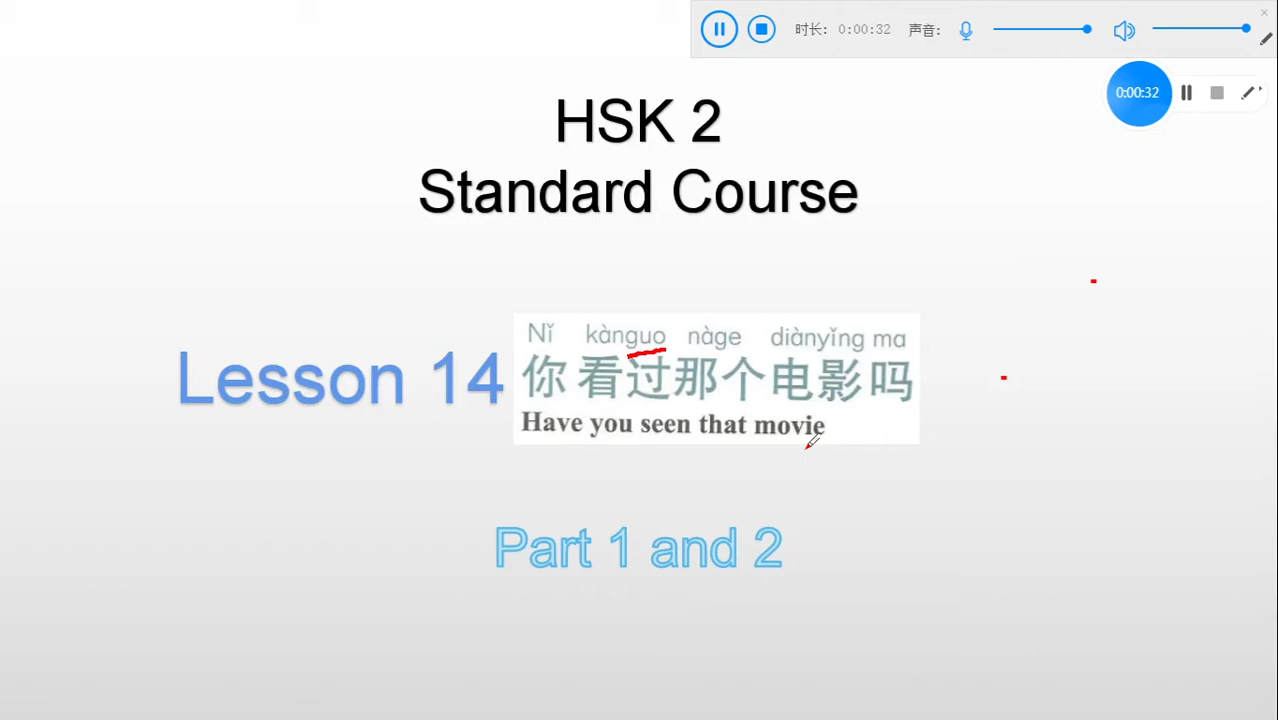 时长: 0:00:32 声音:
0:00:32
HSK 2
Standard Course
Lesson 14
Nǐ kànguo nàge diànyǐng ma
你看过那个电影吗
Have you seen that movie
Part 1 and 2